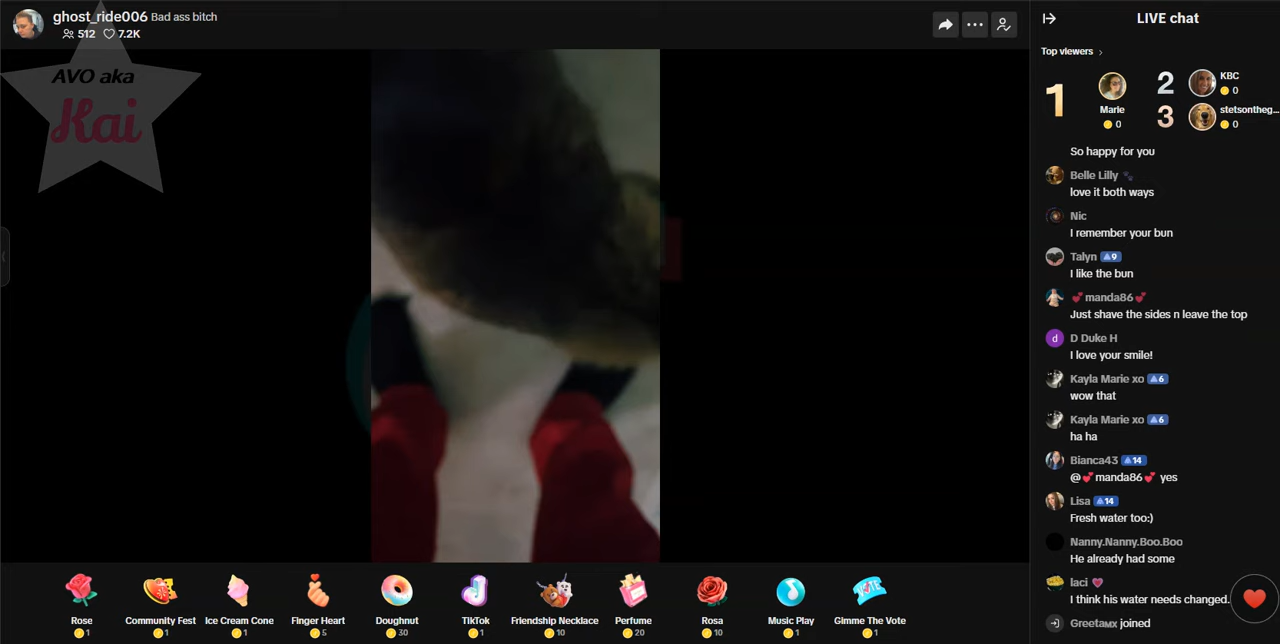 ghost_ride006 Bad ass bitch
512 7.2K
AVO aka
Kai
LIVE chat
Top viewers
1
Marie
0
2
KBC
0
3
stetsontheg...
0
So happy for you
Belle Lilly
love it both ways
Nic
I remember your bun
Talyn 9
I like the bun
💕manda86💕
Just shave the sides n leave the top
d
D Duke H
I love your smile!
Kayla Marie xo 6
wow that
Kayla Marie xo 6
ha ha
Bianca43 14
@💕manda86💕 yes
Lisa 14
Fresh water too:)
Nanny.Nanny.Boo.Boo
He already had some
laci 💗
I think his water needs changed.
Greetaᴍx joined
VOTE
Rose Community Fest Ice Cream Cone Finger Heart Doughnut TikTok Friendship Necklace Perfume Rosa Music Play Gimme The Vote
1 1 1 5 30 1 10 20 10 1 1